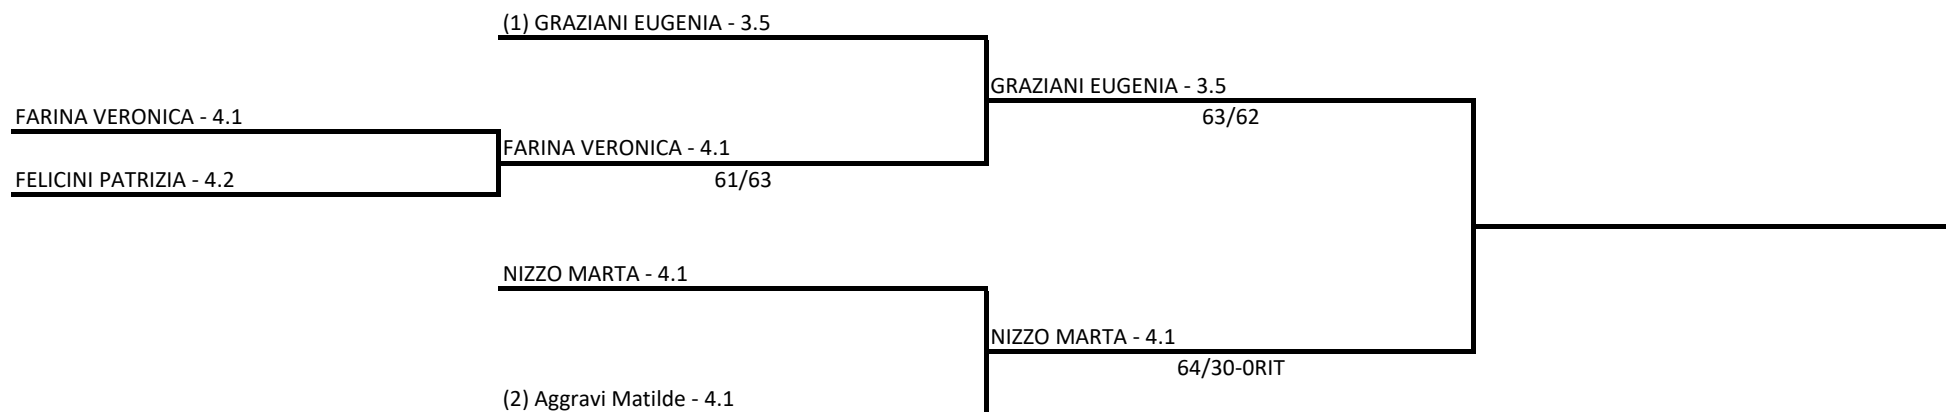 (1) GRAZIANI EUGENIA - 3.5
GRAZIANI EUGENIA - 3.5
63/62
FARINA VERONICA - 4.1
FARINA VERONICA - 4.1
61/63
FELICINI PATRIZIA - 4.2
NIZZO MARTA - 4.1
NIZZO MARTA - 4.1
64/30-0RIT
(2) Aggravi Matilde - 4.1